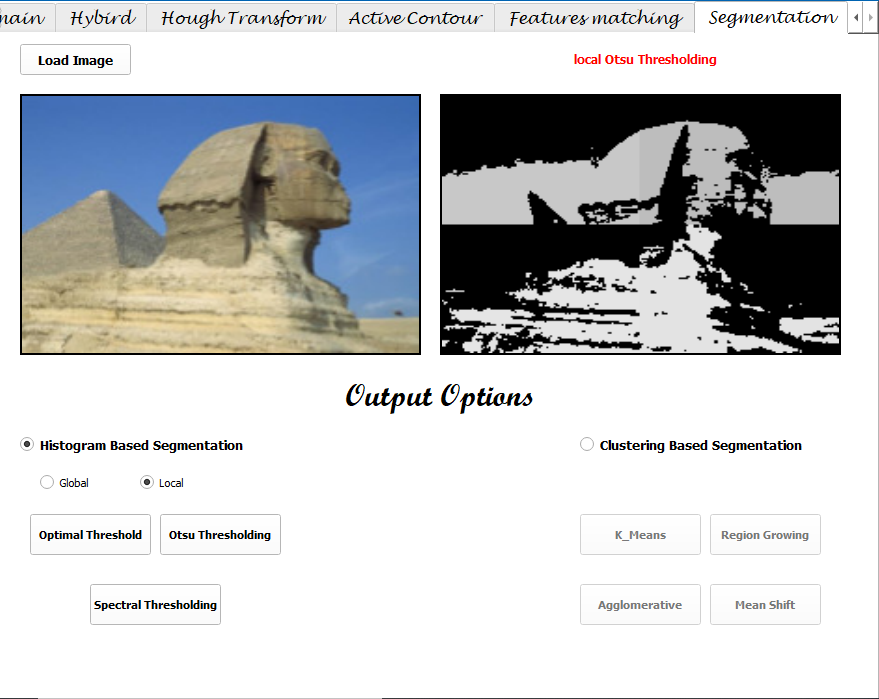 nain Hybird Hough Transform Active Contour Features matching Segmentation
Load Image
local Otsu Thresholding
Output Options
Histogram Based Segmentation
Clustering Based Segmentation
Global Local
Optimal Threshold Otsu Thresholding
K_Means Region Growing
Spectral Thresholding
Agglomerative Mean Shift